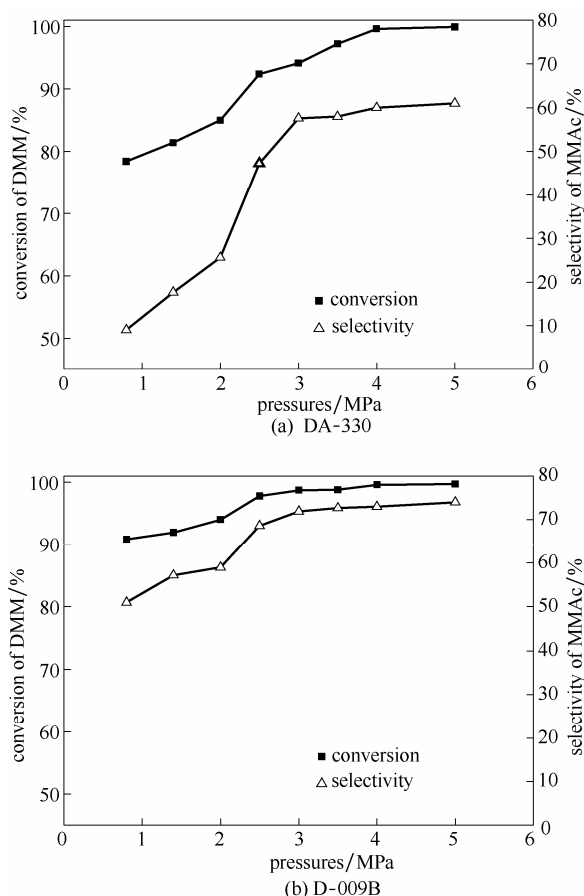 100
90
80
70
60
50
conversion of DMM/%
80
70
60
50
40
30
20
10
0
selectivity of MMAc/%
conversion
selectivity
0 1 2 3 4 5 6
pressures/MPa
(a) DA-330
100
90
80
70
60
50
conversion of DMM/%
80
70
60
50
40
30
20
10
0
selectivity of MMAc/%
conversion
selectivity
0 1 2 3 4 5 6
pressures/MPa
(b) D-009B